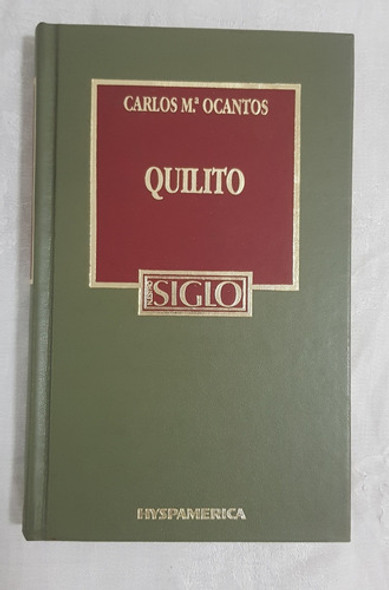 CARLOS M.ª OCANTOS
QUILITO
NUESTRO SIGLO
HYSPAMERICA